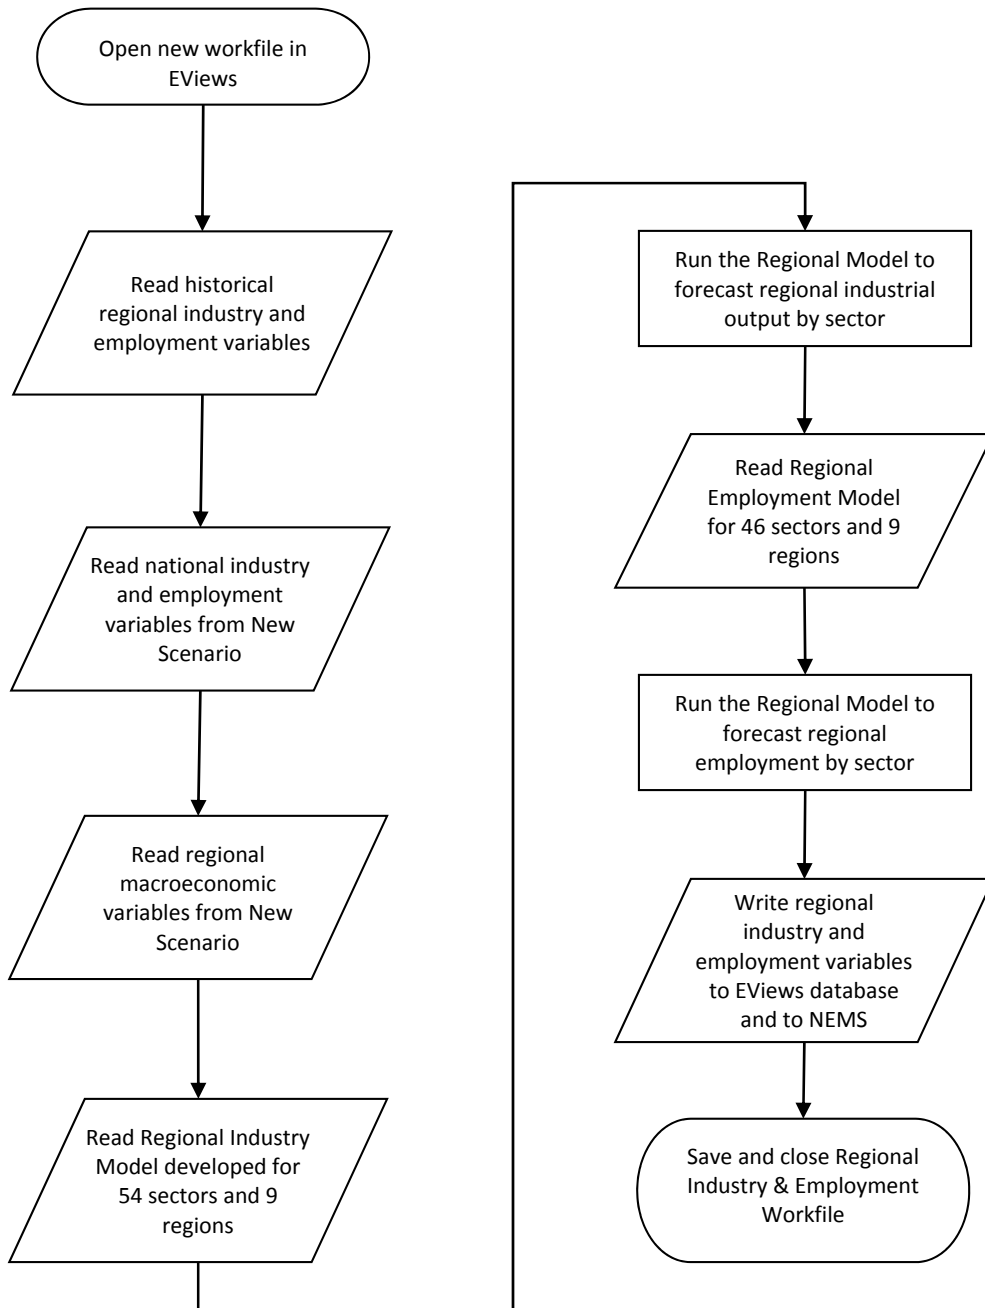 Open new workfile in
EViews
Read historical
regional industry and
employment variables
Read national industry
and employment
variables from New
Scenario
Read regional
macroeconomic
variables from New
Scenario
Read Regional Industry
Model developed for
54 sectors and 9
regions
Run the Regional Model to
forecast regional industrial
output by sector
Read Regional
Employment Model
for 46 sectors and 9
regions
Run the Regional Model to
forecast regional
employment by sector
Write regional
industry and
employment variables
to EViews database
and to NEMS
Save and close Regional
Industry & Employment
Workfile